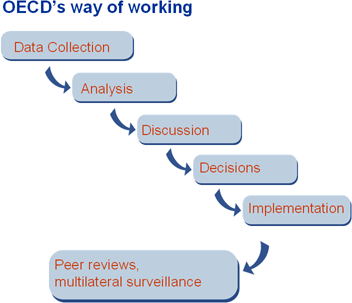 OECD's way of working
Data Collection
Analysis
Discussion
Decisions
Implementation
Peer reviews,
multilateral surveillance